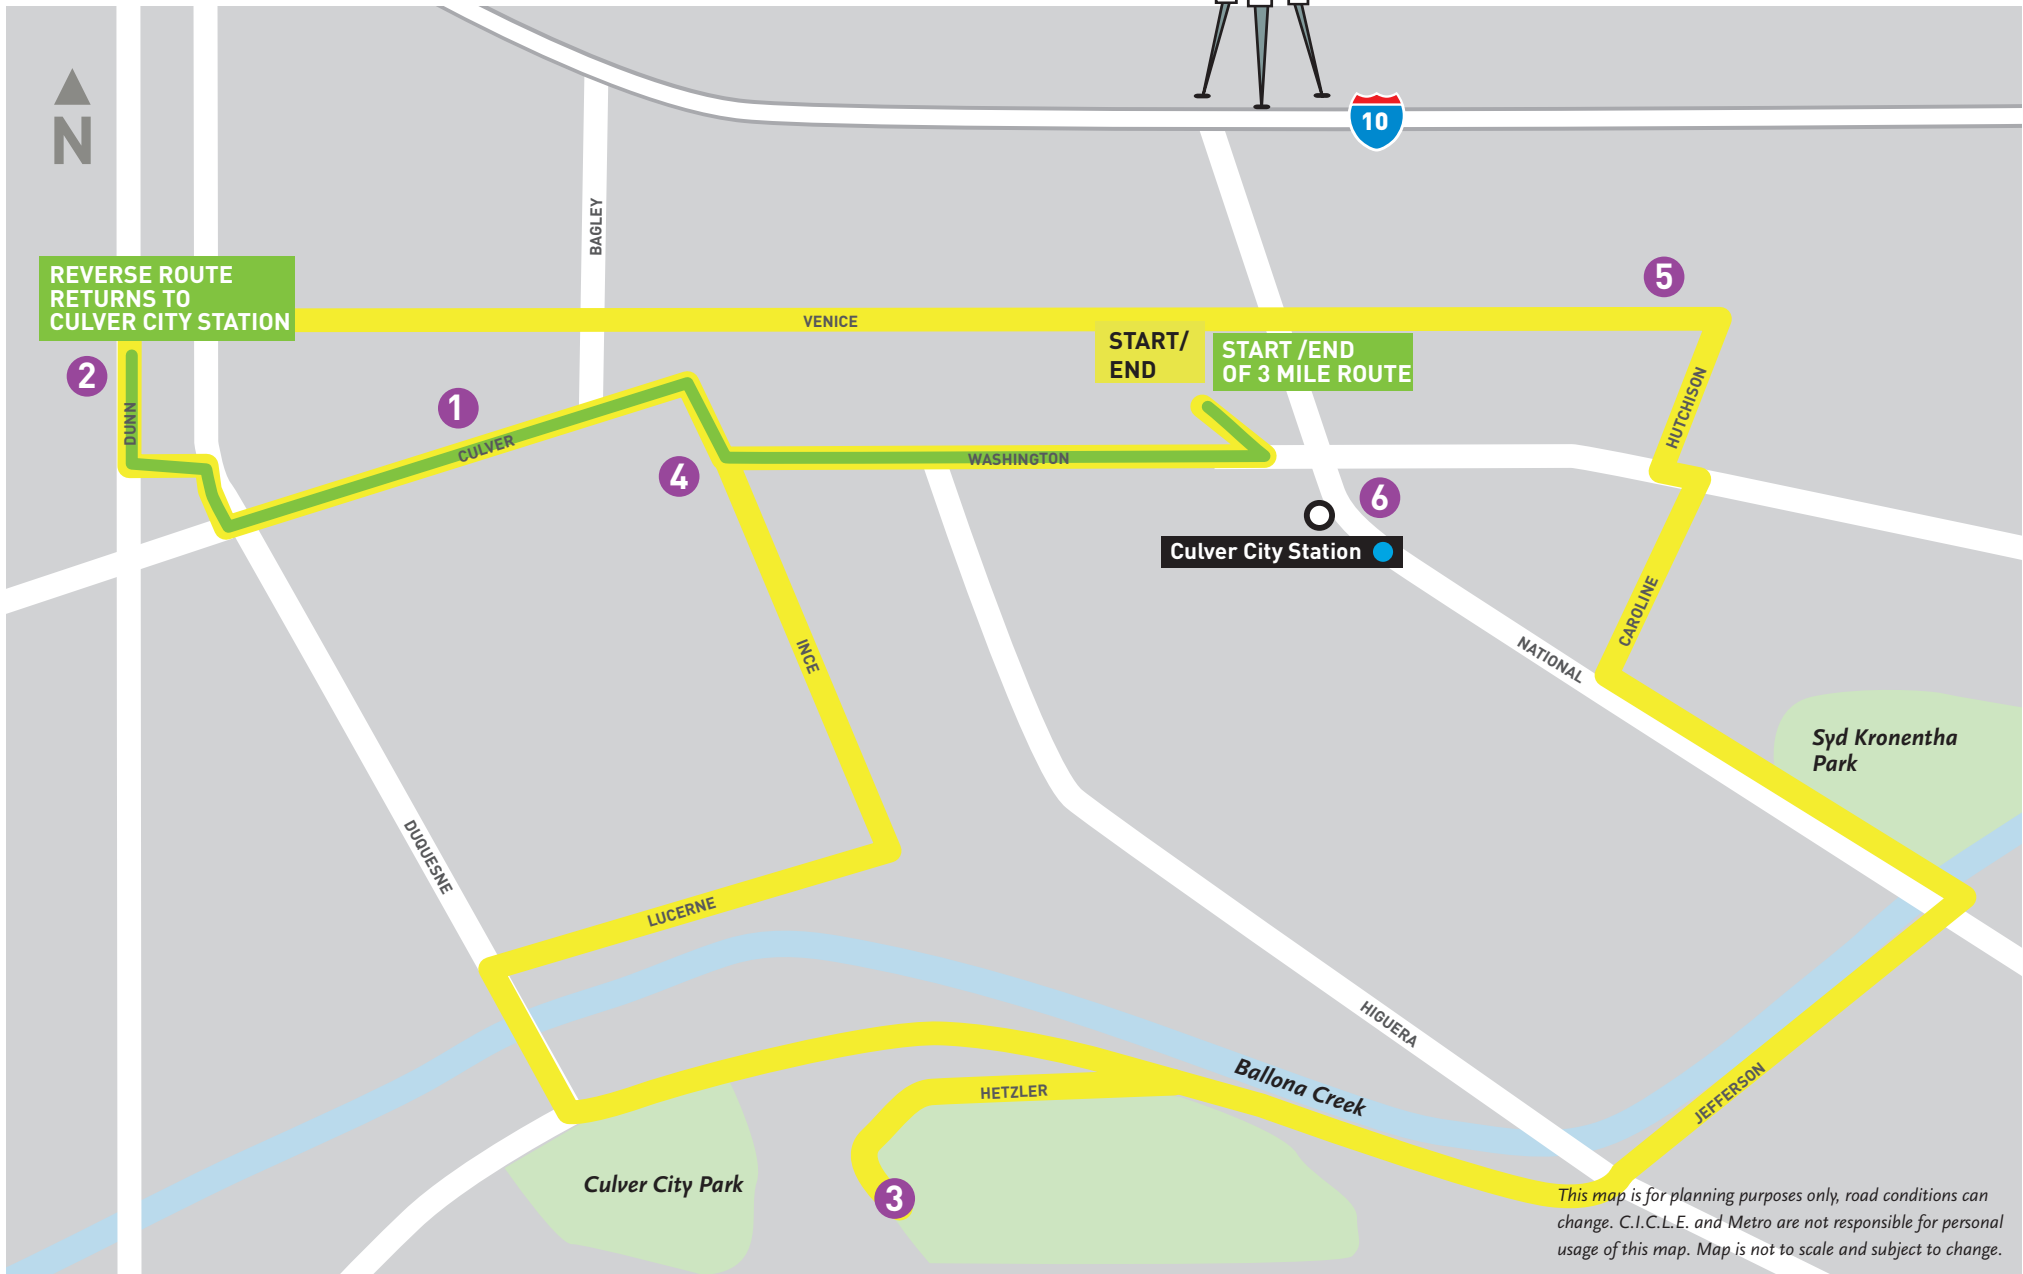 N
10
BAGLEY
REVERSE ROUTE
RETURNS TO
CULVER CITY STATION
5
VENICE
START/
END
START /END
OF 3 MILE ROUTE
2
1
DUNN
CULVER
HUTCHISON
WASHINGTON
4
6
Culver City Station
CAROLINE
INCE
NATIONAL
Syd Kronentha
Park
DUQUESNE
LUCERNE
HIGUERA
Ballona Creek
HETZLER
JEFFERSON
Culver City Park
3
This map is for planning purposes only, road conditions can
change. C.I.C.L.E. and Metro are not responsible for personal
usage of this map. Map is not to scale and subject to change.